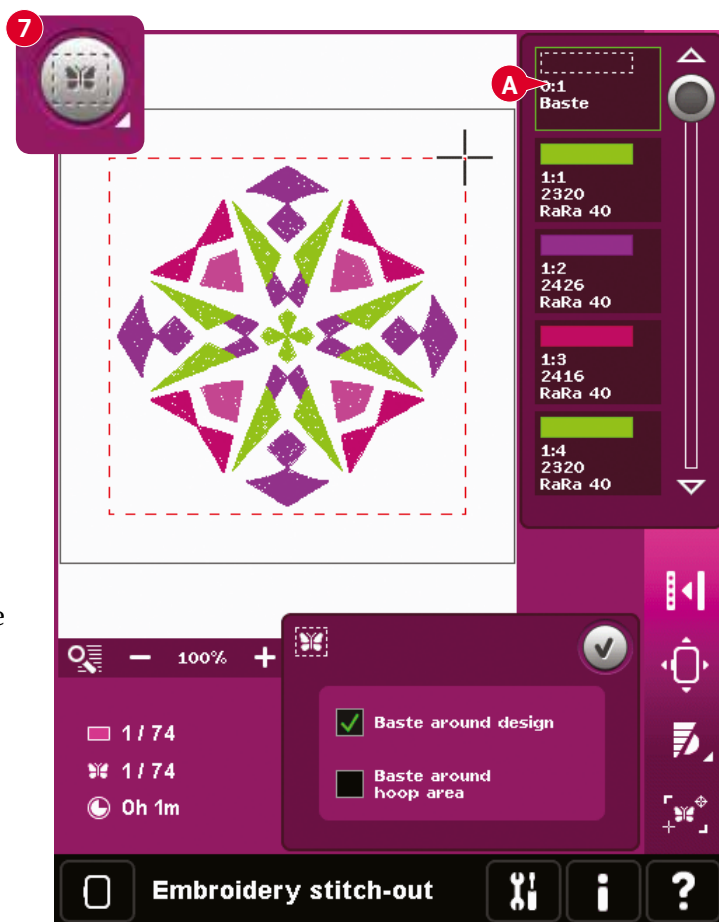 7
A
0:1
Baste
1:1
2320
RaRa 40
1:2
2426
RaRa 40
1:3
2416
RaRa 40
1:4
2320
RaRa 40
e
100%
1 / 74
1 / 74
0h 1m
Baste around design
Baste around
hoop area
Embroidery stitch-out
i
?